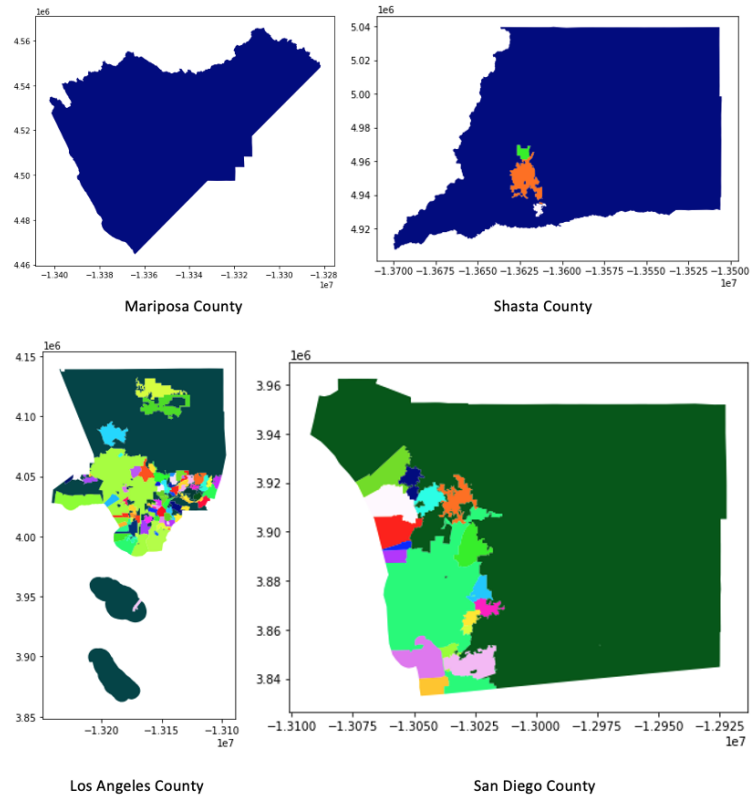 1e6
4.56
4.54
4.52
4.50
4.48
4.46
−1.340 −1.338 −1.336 −1.334 −1.332 −1.330 −1.328
1e7
Mariposa County
1e6
5.04
5.02
5.00
4.98
4.96
4.94
4.92
−1.3700 −1.3675 −1.3650 −1.3625 −1.3600 −1.3575 −1.3550 −1.3525 −1.3500
1e7
Shasta County
1e6
4.15
4.10
4.05
4.00
3.95
3.90
3.85
−1.320 −1.315 −1.310
1e7
Los Angeles County
1e6
3.96
3.94
3.92
3.90
3.88
3.86
3.84
−1.3100 −1.3075 −1.3050 −1.3025 −1.3000 −1.2975 −1.2950 −1.2925
1e7
San Diego County